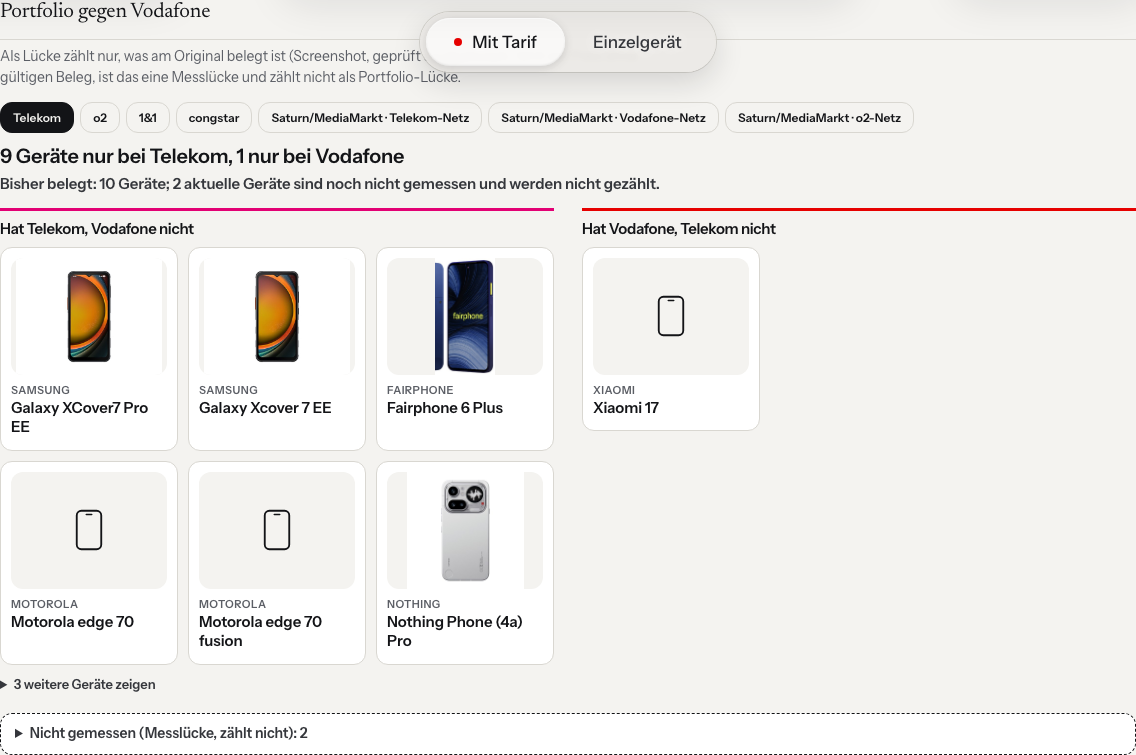 Portfolio gegen Vodafone
Mit Tarif
Einzelgerät
Als Lücke zählt nur, was am Original belegt ist (Screenshot, geprüft
gültigen Beleg, ist das eine Messlücke und zählt nicht als Portfolio-Lücke.
Telekom
o2
1&1
congstar
Saturn/MediaMarkt · Telekom-Netz
Saturn/MediaMarkt · Vodafone-Netz
Saturn/MediaMarkt · o2-Netz
9 Geräte nur bei Telekom, 1 nur bei Vodafone
Bisher belegt: 10 Geräte; 2 aktuelle Geräte sind noch nicht gemessen und werden nicht gezählt.
Hat Telekom, Vodafone nicht
SAMSUNG
Galaxy XCover7 Pro
EE
SAMSUNG
Galaxy Xcover 7 EE
fairphone
FAIRPHONE
Fairphone 6 Plus
MOTOROLA
Motorola edge 70
MOTOROLA
Motorola edge 70
fusion
NOTHING
Nothing Phone (4a)
Pro
3 weitere Geräte zeigen
Hat Vodafone, Telekom nicht
XIAOMI
Xiaomi 17
Nicht gemessen (Messlücke, zählt nicht): 2